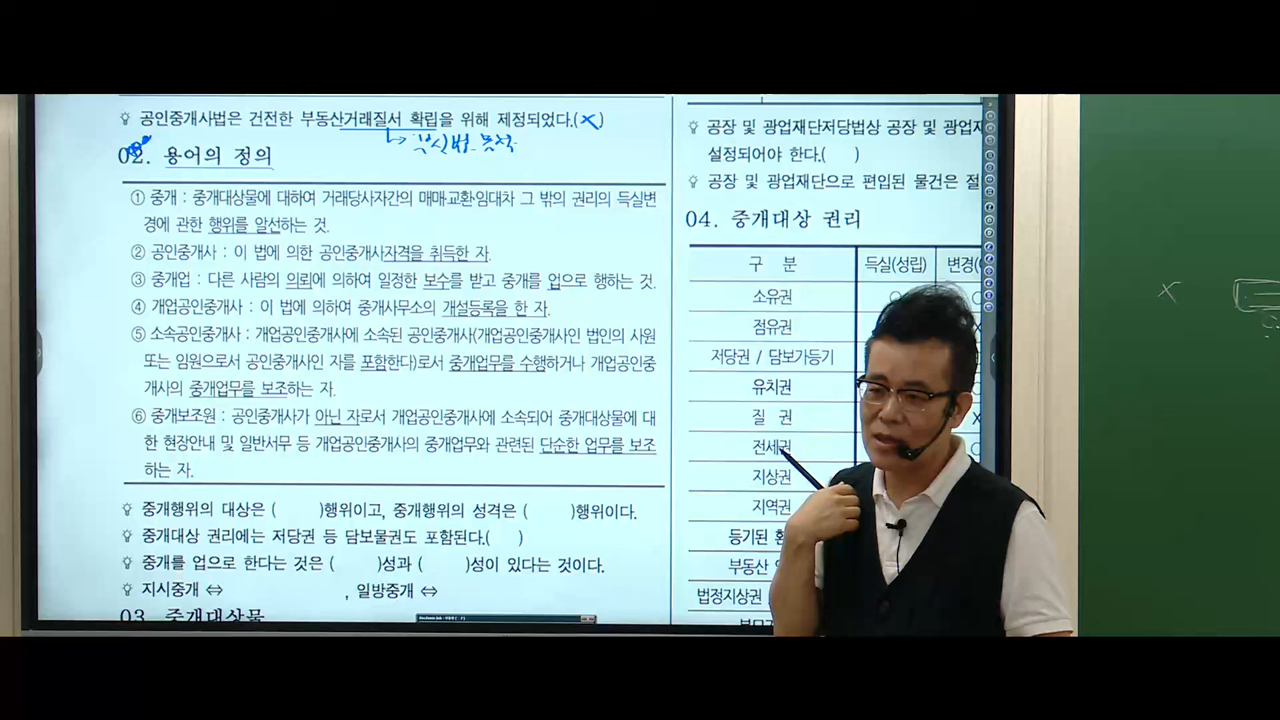 공인중개사법은 건전한 부동산거래질서 확립을 위해 제정되었다.(X)
02. 용어의 정의
① 중개 : 중개대상물에 대하여 거래당사자간의 매매·교환·임대차 그 밖의 권리의 득실변
경에 관한 행위를 알선하는 것.
② 공인중개사 : 이 법에 의한 공인중개사자격을 취득한 자.
③ 중개업 : 다른 사람의 의뢰에 의하여 일정한 보수를 받고 중개를 업으로 행하는 것.
④ 개업공인중개사 : 이 법에 의하여 중개사무소의 개설등록을 한 자.
⑤ 소속공인중개사 : 개업공인중개사에 소속된 공인중개사(개업공인중개사인 법인의 사원
또는 임원으로서 공인중개사인 자를 포함한다)로서 중개업무를 수행하거나 개업공인중
개사의 중개업무를 보조하는 자.
⑥ 중개보조원 : 공인중개사가 아닌 자로서 개업공인중개사에 소속되어 중개대상물에 대
한 현장안내 및 일반서무 등 개업공인중개사의 중개업무와 관련된 단순한 업무를 보조
하는 자.
중개행위의 대상은 ( )행위이고, 중개행위의 성격은 ( )행위이다.
중개대상 권리에는 저당권 등 담보물권도 포함된다.( )
중개를 업으로 한다는 것은 ( )성과 ( )성이 있다는 것이다.
지시중개 ⇔ , 일방중개 ⇔
03. 중개대상물
공장 및 광업재단저당법상 공장 및 광업재
설정되어야 한다.( )
공장 및 광업재단으로 편입된 물건은 절
04. 중개대상 권리
구 분 득실(성립) 변경(
소유권
점유권
저당권 / 담보가등기
유치권
질 권
전세권
지상권
지역권
등기된
부동산
법정지상권
X